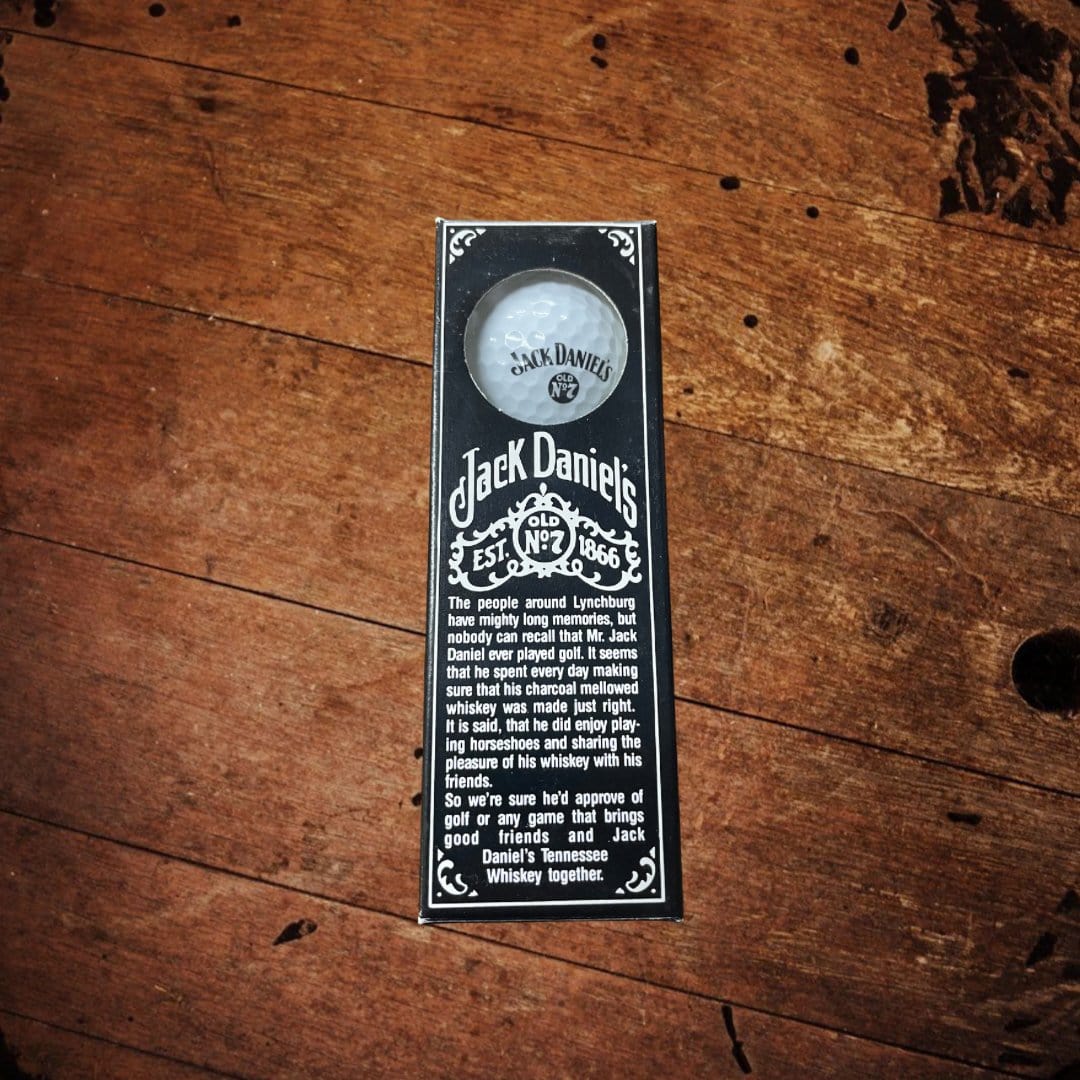 JACK DANIEL'S
OLD
Nº7
Jack Daniel's
OLD
EST. Nº7 1866
The people around Lynchburg
have mighty long memories, but
nobody can recall that Mr. Jack
Daniel ever played golf. It seems
that he spent every day making
sure that his charcoal mellowed
whiskey was made just right.
It is said, that he did enjoy play-
ing horseshoes and sharing the
pleasure of his whiskey with his
friends.
So we're sure he'd approve of
golf or any game that brings
good friends and Jack
Daniel's Tennessee
Whiskey together.